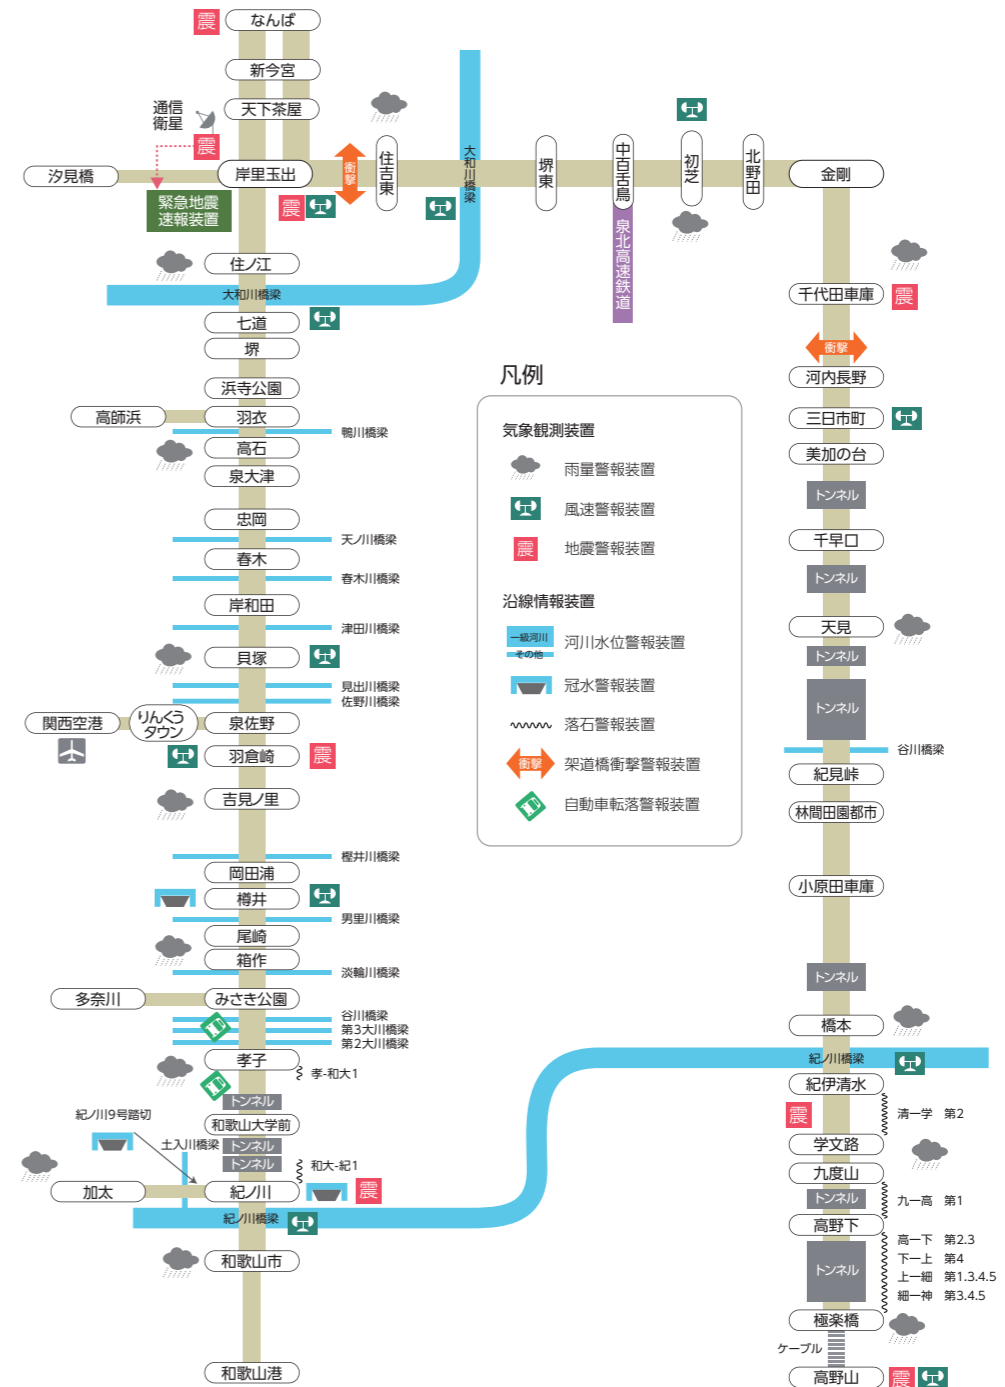 震
なんば
新今宮
天下茶屋
通信
衛星
震
汐見橋
岸里玉出
緊急地震
速報装置
震
衝撃
住吉東
大和川橋梁
堺東
中百舌鳥
泉北高速鉄道
初芝
北野田
金剛
住ノ江
大和川橋梁
七道
堺
浜寺公園
高師浜
羽衣
鴨川橋梁
高石
泉大津
忠岡
天ノ川橋梁
春木
春木川橋梁
岸和田
津田川橋梁
貝塚
見出川橋梁
佐野川橋梁
関西空港
りんくう
タウン
泉佐野
羽倉崎
震
吉見ノ里
樫井川橋梁
岡田浦
樽井
男里川橋梁
尾崎
箱作
淡輪川橋梁
多奈川
みさき公園
谷川橋梁
第3大川橋梁
第2大川橋梁
孝子
孝-和大1
トンネル
和歌山大学前
紀ノ川9号踏切
土入川橋梁
トンネル
トンネル
和大-紀1
加太
紀ノ川
震
紀ノ川橋梁
和歌山市
和歌山港
凡例
気象観測装置
雨量警報装置
風速警報装置
震
地震警報装置
沿線情報装置
一級河川
その他
河川水位警報装置
冠水警報装置
落石警報装置
衝撃
架道橋衝撃警報装置
自動車転落警報装置
千代田車庫
震
衝撃
河内長野
三日市町
美加の台
トンネル
千早口
トンネル
天見
トンネル
トンネル
谷川橋梁
紀見峠
林間田園都市
小原田車庫
トンネル
橋本
紀ノ川橋梁
紀伊清水
震
清一学 第2
学文路
九度山
トンネル
九一高 第1
高野下
高一下 第2.3
下一上 第4
トンネル
上一細 第1.3.4.5
細一神 第3.4.5
極楽橋
ケーブル
高野山
震